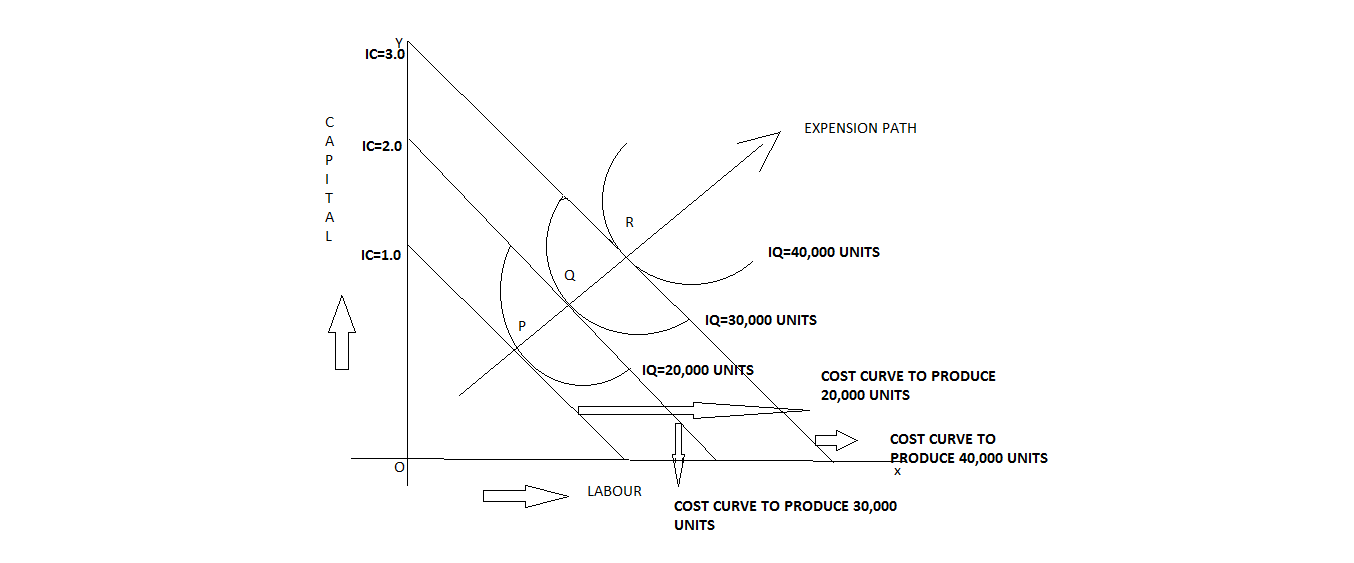 Y
IC=3.0
CAPITAL
IC=2.0
EXPENSION PATH
R
IC=1.0
IQ=40,000 UNITS
Q
P
IQ=30,000 UNITS
IQ=20,000 UNITS
COST CURVE TO PRODUCE
20,000 UNITS
COST CURVE TO
PRODUCE 40,000 UNITS
O
x
LABOUR
COST CURVE TO PRODUCE 30,000
UNITS